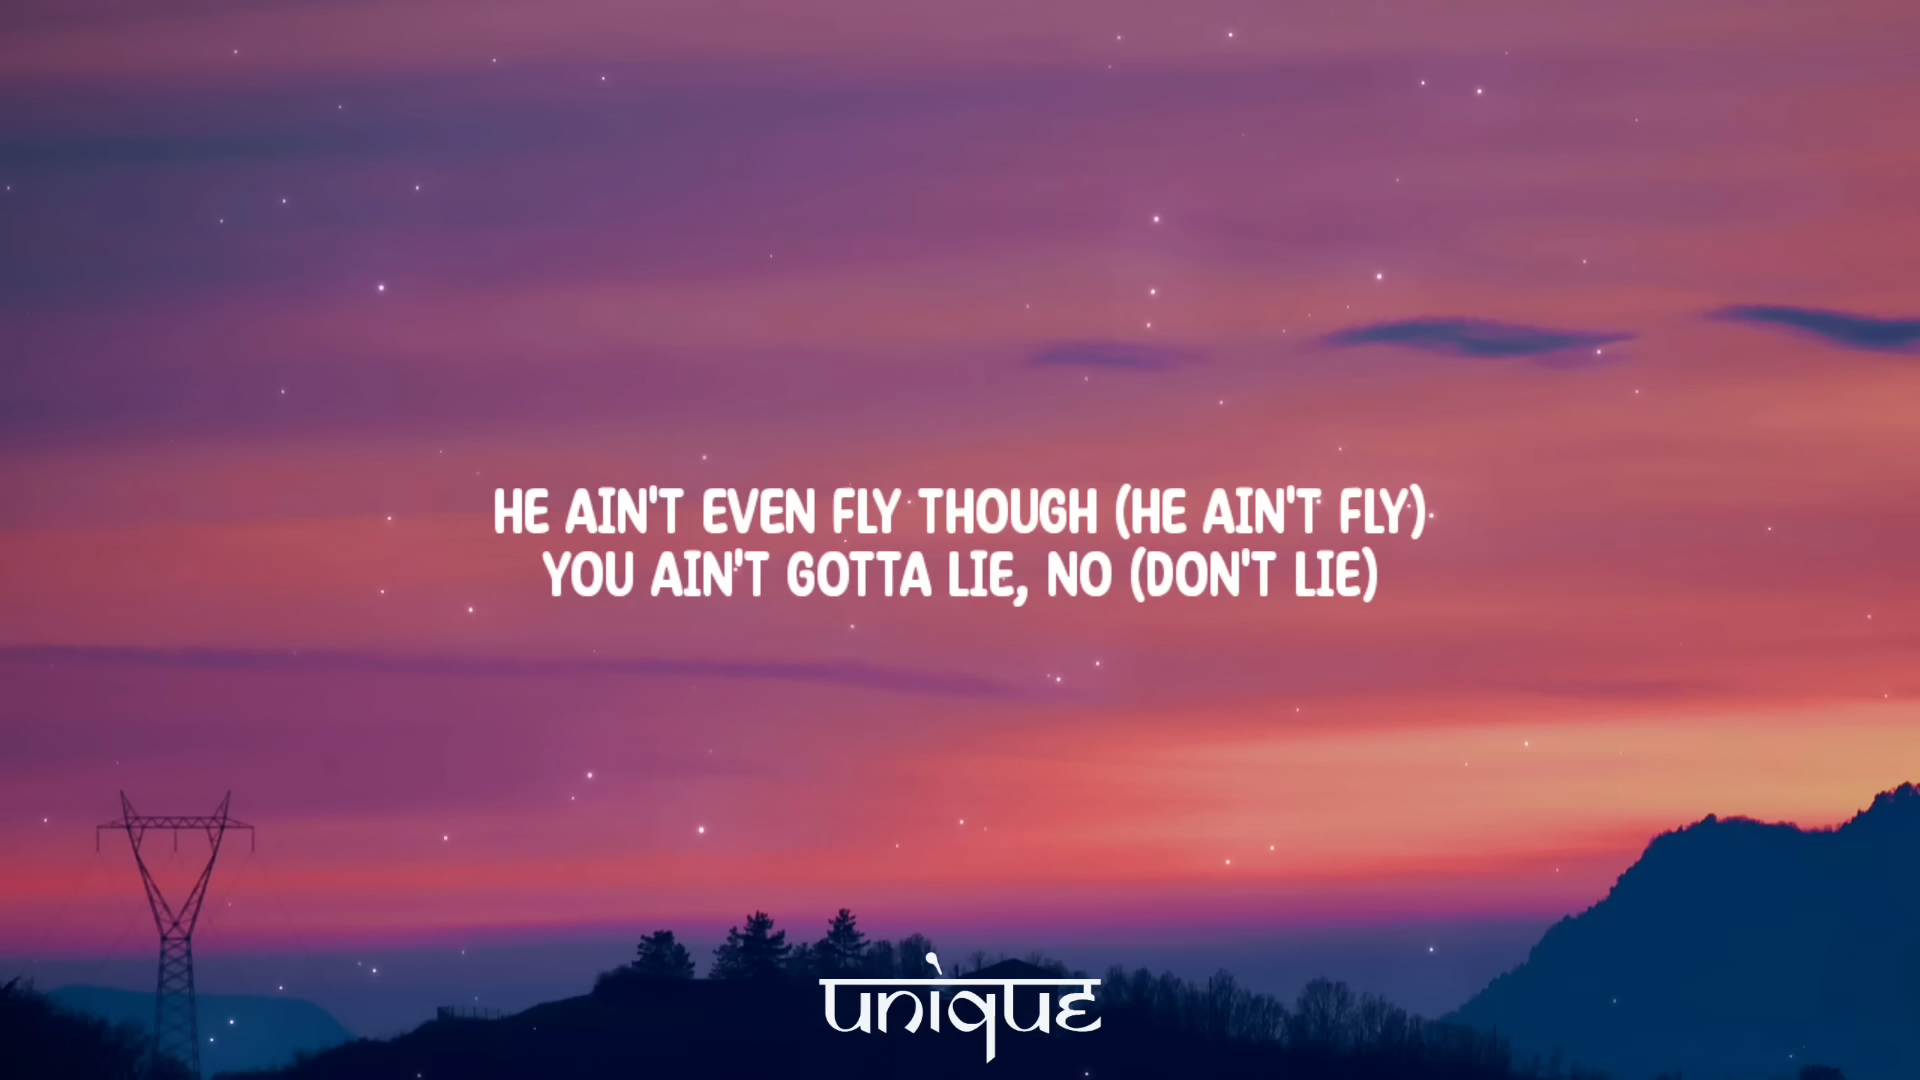 HE AIN'T EVEN FLY THOUGH (HE AIN'T FLY)
YOU AIN'T GOTTA LIE, NO (DON'T LIE)
unique